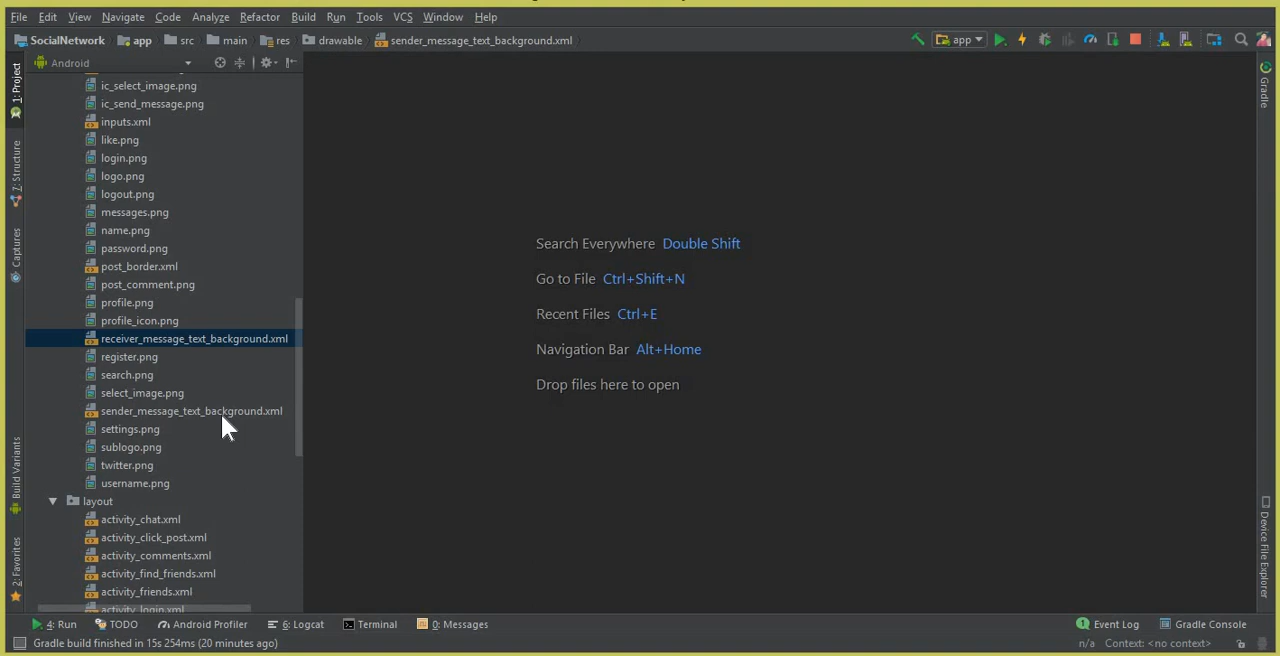 File Edit View Navigate Code Analyze Refactor Build Run Tools VCS Window Help
SocialNetwork app src main res drawable sender_message_text_background.xml app
Android
ic_select_image.png
ic_send_message.png
inputs.xml
like.png
login.png
logo.png
logout.png
messages.png
name.png
password.png
post_border.xml
post_comment.png
profile.png
profile_icon.png
receiver_message_text_background.xml
register.png
search.png
select_image.png
sender_message_text_background.xml
settings.png
sublogo.png
twitter.png
username.png
layout
activity_chat.xml
activity_click_post.xml
activity_comments.xml
activity_find_friends.xml
activity_friends.xml
activity_login.xml
1: Project
7: Structure
Captures
Build Variants
2: Favorites
Search Everywhere Double Shift
Go to File Ctrl+Shift+N
Recent Files Ctrl+E
Navigation Bar Alt+Home
Drop files here to open
Gradle
Device File Explorer
4: Run TODO Android Profiler 6: Logcat Terminal 0: Messages 1 Event Log Gradle Console
Gradle build finished in 15s 254ms (20 minutes ago) n/a Context: <no context>